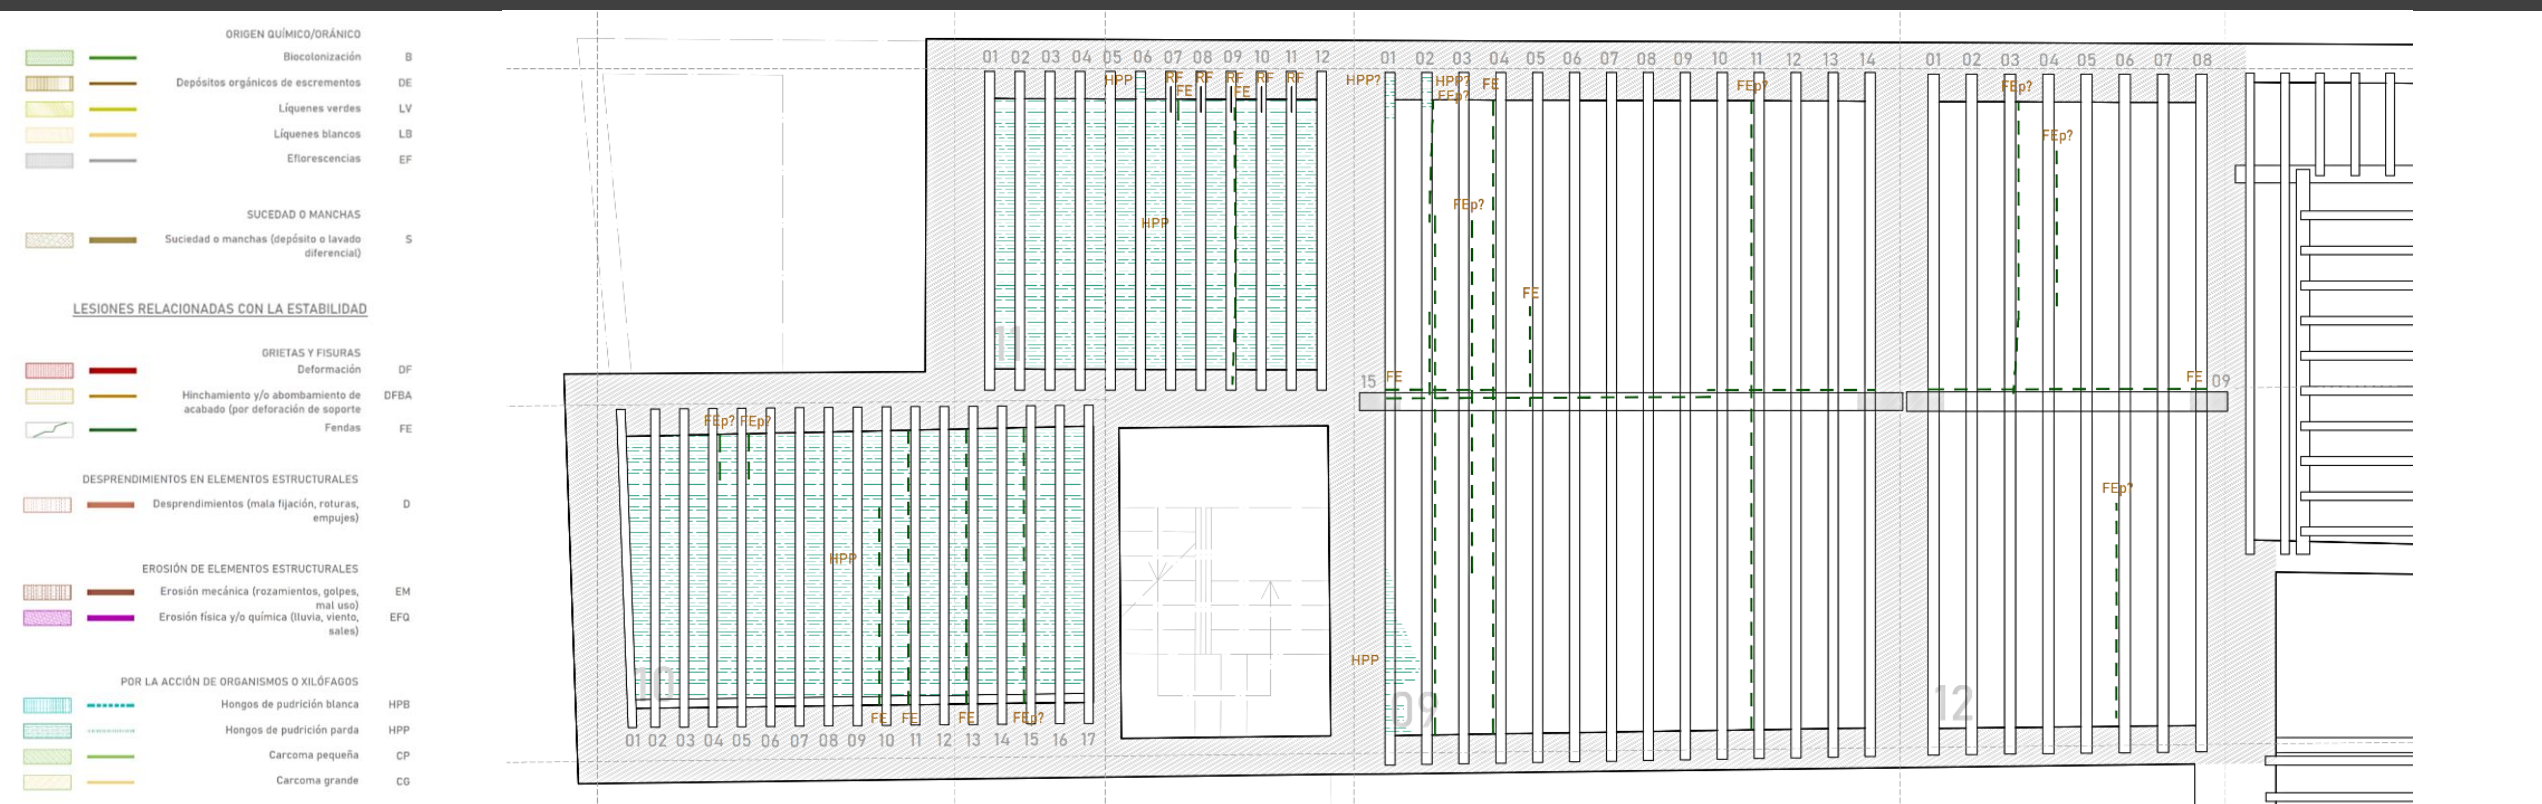 ORIGEN QUÍMICO/ORÁNICO
Biocolonización B
Depósitos orgánicos de escrementos DE
Líquenes verdes LV
Líquenes blancos LB
Eflorescencias EF
SUCEDAD O MANCHAS
Suciedad o manchas (depósito o lavado S
diferencial)
LESIONES RELACIONADAS CON LA ESTABILIDAD
GRIETAS Y FISURAS
Deformación DF
Hinchamiento y/o abombamiento de DFBA
acabado (por deforación de soporte
Fendas FE
DESPRENDIMIENTOS EN ELEMENTOS ESTRUCTURALES
Desprendimientos (mala fijación, roturas, D
empujes)
EROSIÓN DE ELEMENTOS ESTRUCTURALES
Erosión mecánica (rozamientos, golpes, EM
mal uso)
Erosión física y/o química (lluvia, viento, EFQ
sales)
POR LA ACCIÓN DE ORGANISMOS O XILÓFAGOS
Hongos de pudrición blanca HPB
Hongos de pudrición parda HPP
Carcoma pequeña CP
Carcoma grande CG
01 02 03 04 05 06 07 08 09 10 11 12
HPP RF RF RF RF RF
FE FE
HPP
11
01 02 03 04 05 06 07 08 09 10 11 12 13 14
HPP? HPP? FE FEp?
FEp?
FEp?
FE
15 FE
HPP
09
01 02 03 04 05 06 07 08
FEp?
FEp?
FE 09
FEp?
12
FEp? FEp?
HPP
10
FE FE FE FEp?
01 02 03 04 05 06 07 08 09 10 11 12 13 14 15 16 17